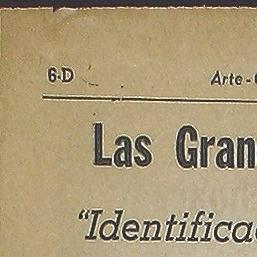 6-D Arte-
Las Gran
"Identifica